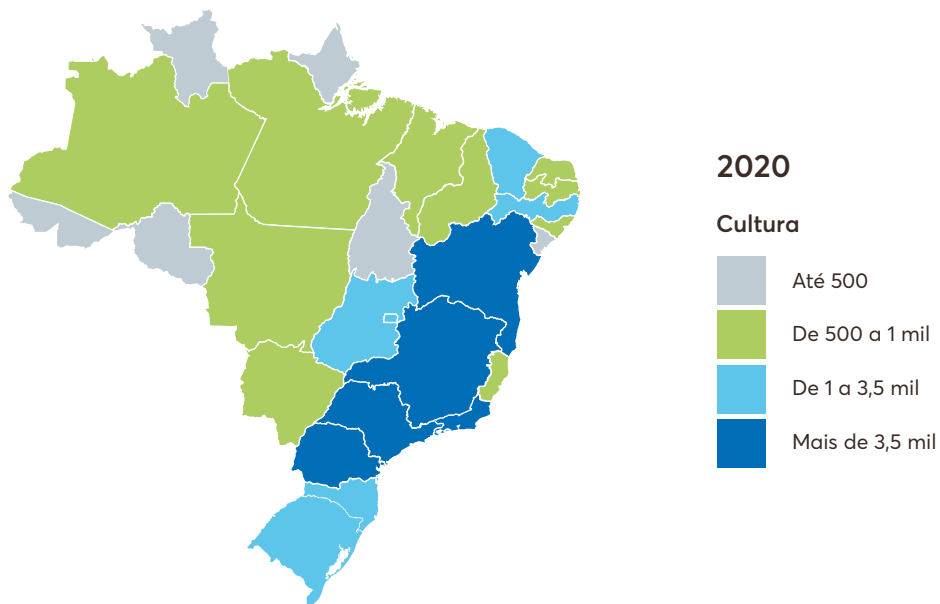 2020
Cultura
Até 500
De 500 a 1 mil
De 1 a 3,5 mil
Mais de 3,5 mil